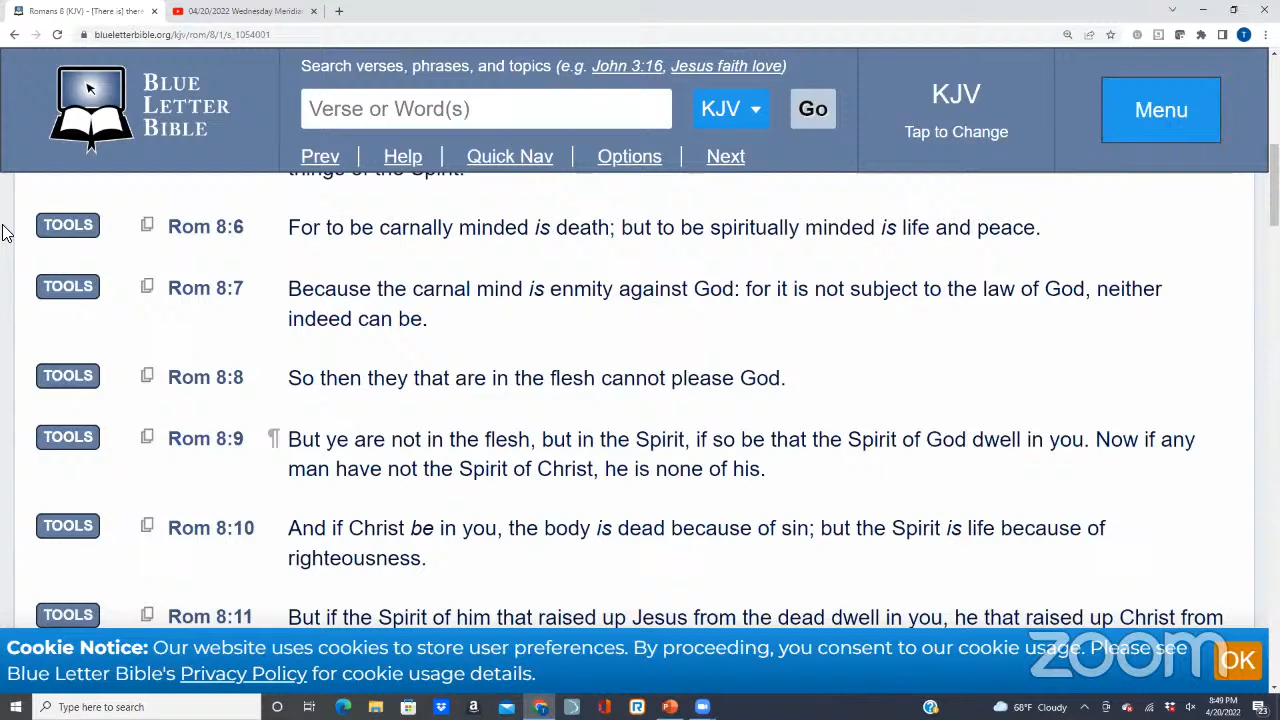 Romans 8 (KJV) - [There is] there
04/20/2022 Wednesday Meridia
blueletterbible.org/kjv/rom/8/1/s_1054001
BLUE
LETTER
BIBLE
Search verses, phrases, and topics (e.g. John 3:16, Jesus faith love)
Verse or Word(s)
KJV
Go
Prev | Help | Quick Nav | Options | Next
KJV
Tap to Change
Menu
things of the Spirit.
TOOLS Rom 8:6 For to be carnally minded is death; but to be spiritually minded is life and peace.
TOOLS Rom 8:7 Because the carnal mind is enmity against God: for it is not subject to the law of God, neither
indeed can be.
TOOLS Rom 8:8 So then they that are in the flesh cannot please God.
TOOLS Rom 8:9 ¶ But ye are not in the flesh, but in the Spirit, if so be that the Spirit of God dwell in you. Now if any
man have not the Spirit of Christ, he is none of his.
TOOLS Rom 8:10 And if Christ be in you, the body is dead because of sin; but the Spirit is life because of
righteousness.
TOOLS Rom 8:11 But if the Spirit of him that raised up Jesus from the dead dwell in you, he that raised up Christ from
Cookie Notice: Our website uses cookies to store user preferences. By proceeding, you consent to our cookie usage. Please see
Blue Letter Bible's Privacy Policy for cookie usage details.
OK
zoom
Type here to search
68°F Cloudy
8:49 PM
4/20/2022
23